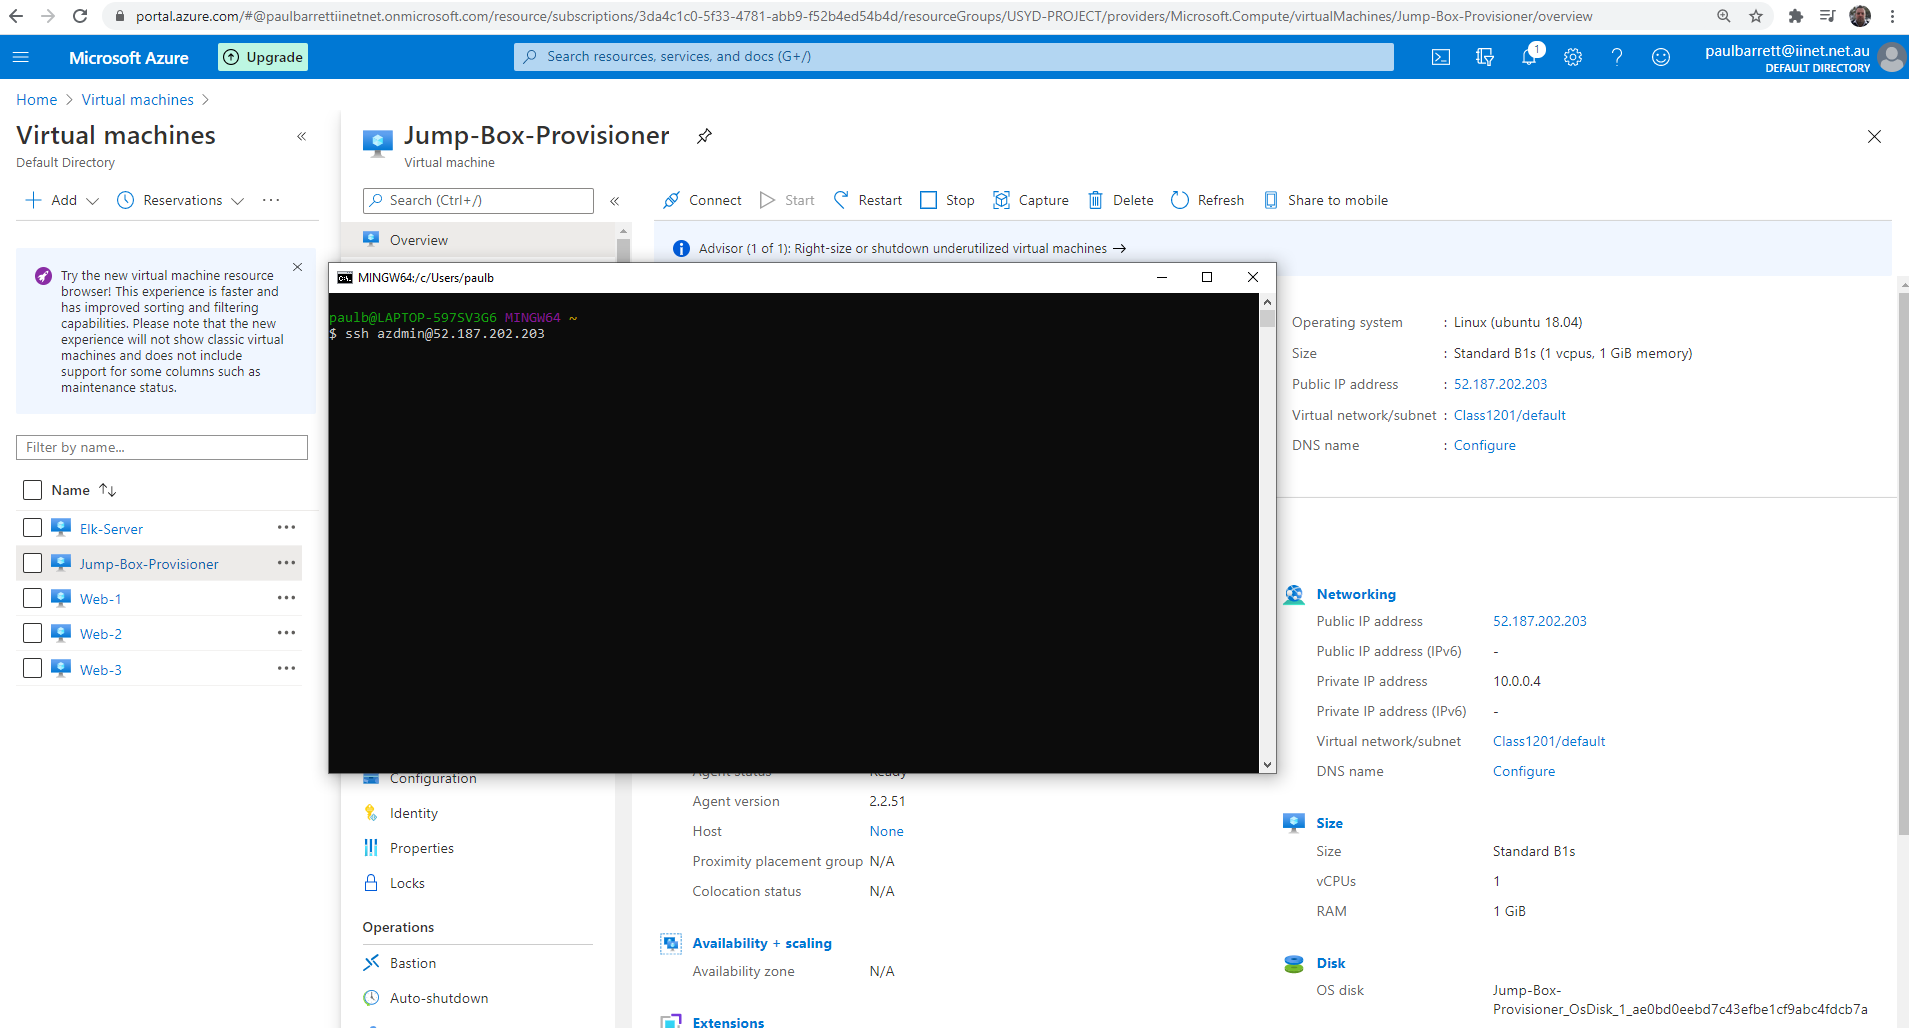 portal.azure.com/#@paulbarrettiinetnet.onmicrosoft.com/resource/subscriptions/3da4c1c0-5f33-4781-abb9-f52b4ed54b4d/resourceGroups/USYD-PROJECT/providers/Microsoft.Compute/virtualMachines/Jump-Box-Provisioner/overview
Microsoft Azure
Upgrade
Search resources, services, and docs (G+/)
1
paulbarrett@iinet.net.au
DEFAULT DIRECTORY
Home > Virtual machines >
Virtual machines
Default Directory
Add
Reservations
Try the new virtual machine resource
browser! This experience is faster and
has improved sorting and filtering
capabilities. Please note that the new
experience will not show classic virtual
machines and does not include
support for some columns such as
maintenance status.
Filter by name...
Name
Elk-Server
Jump-Box-Provisioner
Web-1
Web-2
Web-3
Jump-Box-Provisioner
Virtual machine
Search (Ctrl+/)
Overview
Configuration
Identity
Properties
Locks
Operations
Bastion
Auto-shutdown
Connect
Start
Restart
Stop
Capture
Delete
Refresh
Share to mobile
Advisor (1 of 1): Right-size or shutdown underutilized virtual machines →
MINGW64:/c/Users/paulb
paulb@LAPTOP-597SV3G6 MINGW64 ~
$ ssh azdmin@52.187.202.203
Operating system : Linux (ubuntu 18.04)
Size : Standard B1s (1 vcpus, 1 GiB memory)
Public IP address : 52.187.202.203
Virtual network/subnet : Class1201/default
DNS name : Configure
Agent status Ready
Agent version 2.2.51
Host None
Proximity placement group N/A
Colocation status N/A
Availability + scaling
Availability zone N/A
Extensions
Networking
Public IP address 52.187.202.203
Public IP address (IPv6) -
Private IP address 10.0.0.4
Private IP address (IPv6) -
Virtual network/subnet Class1201/default
DNS name Configure
Size
Size Standard B1s
vCPUs 1
RAM 1 GiB
Disk
OS disk Jump-Box-
Provisioner_OsDisk_1_ae0bd0eebd7c43efbe1cf9abc4fdcb7a